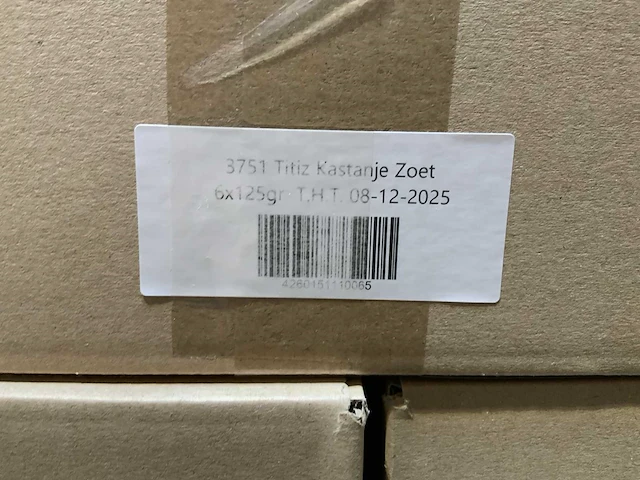 3751 Titiz Kastanje Zoet
6x125gr T.H.T. 08-12-2025
4260151110065